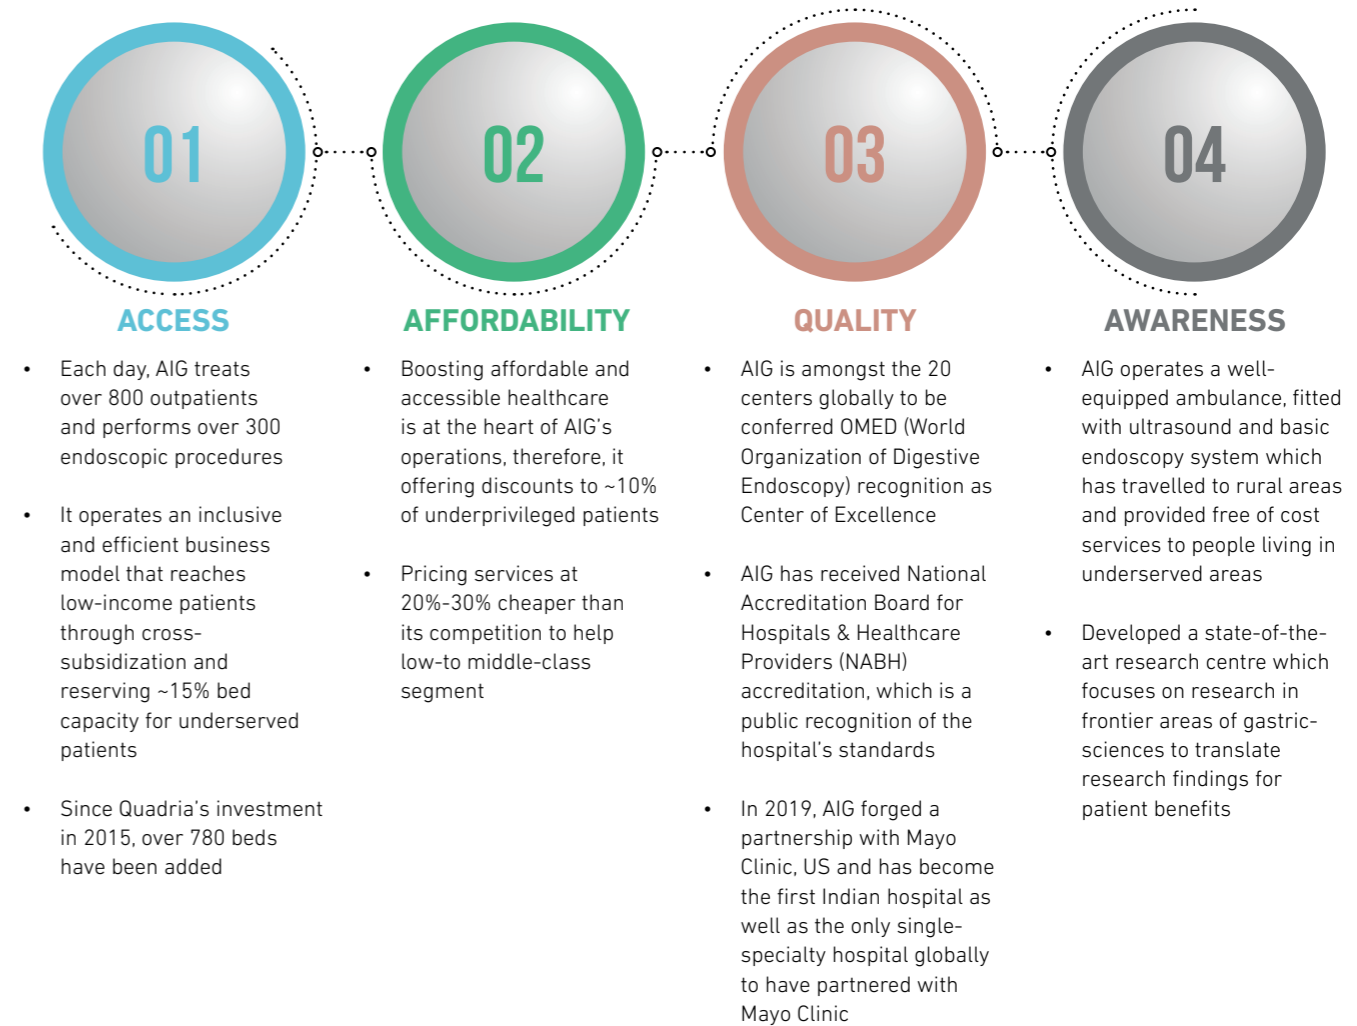 01
ACCESS
• Each day, AIG treats
over 800 outpatients
and performs over 300
endoscopic procedures
• It operates an inclusive
and efficient business
model that reaches
low-income patients
through cross-
subsidization and
reserving ~15% bed
capacity for underserved
patients
• Since Quadria's investment
in 2015, over 780 beds
have been added
02
AFFORDABILITY
• Boosting affordable and
accessible healthcare
is at the heart of AIG's
operations, therefore, it
offering discounts to ~10%
of underprivileged patients
• Pricing services at
20%-30% cheaper than
its competition to help
low-to middle-class
segment
03
QUALITY
• AIG is amongst the 20
centers globally to be
conferred OMED (World
Organization of Digestive
Endoscopy) recognition as
Center of Excellence
• AIG has received National
Accreditation Board for
Hospitals & Healthcare
Providers (NABH)
accreditation, which is a
public recognition of the
hospital's standards
• In 2019, AIG forged a
partnership with Mayo
Clinic, US and has become
the first Indian hospital as
well as the only single-
specialty hospital globally
to have partnered with
Mayo Clinic
04
AWARENESS
• AIG operates a well-
equipped ambulance, fitted
with ultrasound and basic
endoscopy system which
has travelled to rural areas
and provided free of cost
services to people living in
underserved areas
• Developed a state-of-the-
art research centre which
focuses on research in
frontier areas of gastric-
sciences to translate
research findings for
patient benefits